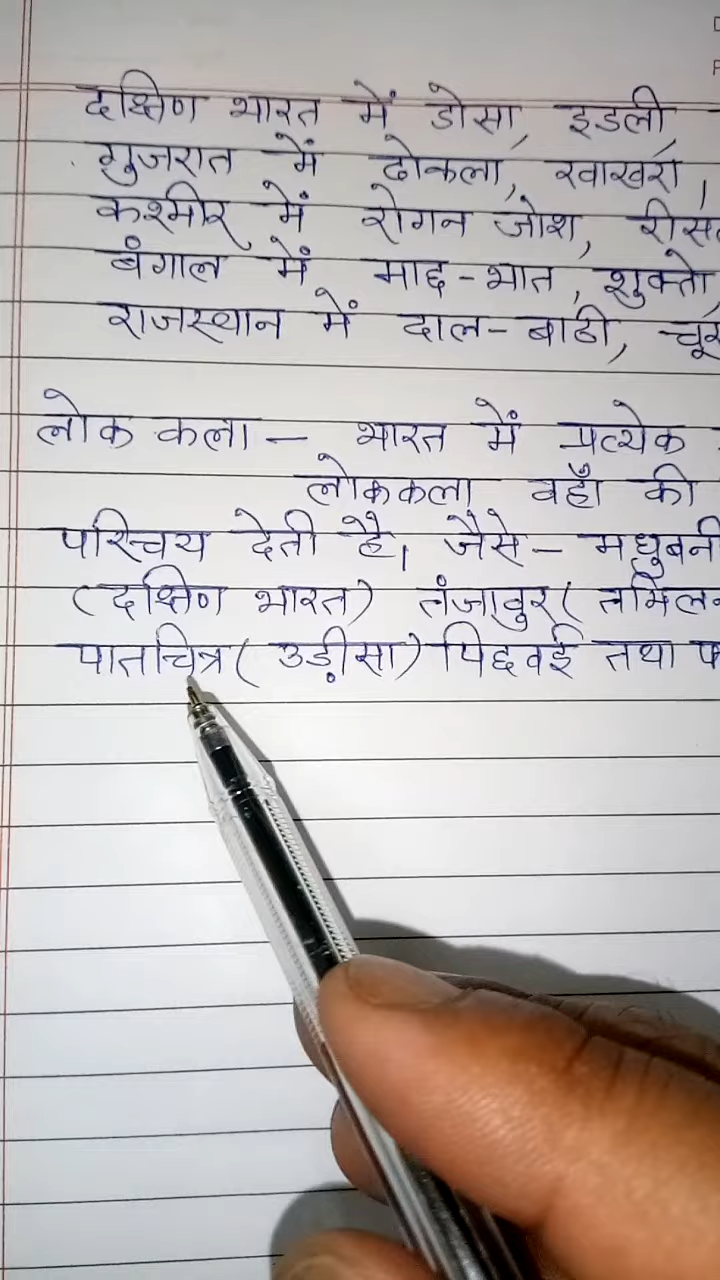 दक्षिण भारत में डोसा, इडली
गुजरात में ढोकला, खाखरा,
कश्मीर में रोगन जोश,
बंगाल में माछ-भात, शुक्तो,
राजस्थान में दाल-बाटी,
लोक कला - भारत में प्रत्येक
लोककला वहाँ की
परिचय देती है, जैसे - मधुबनी
(दक्षिण भारत) तंजावुर (
पातचित्र (उड़ीसा) पिछवई तथा